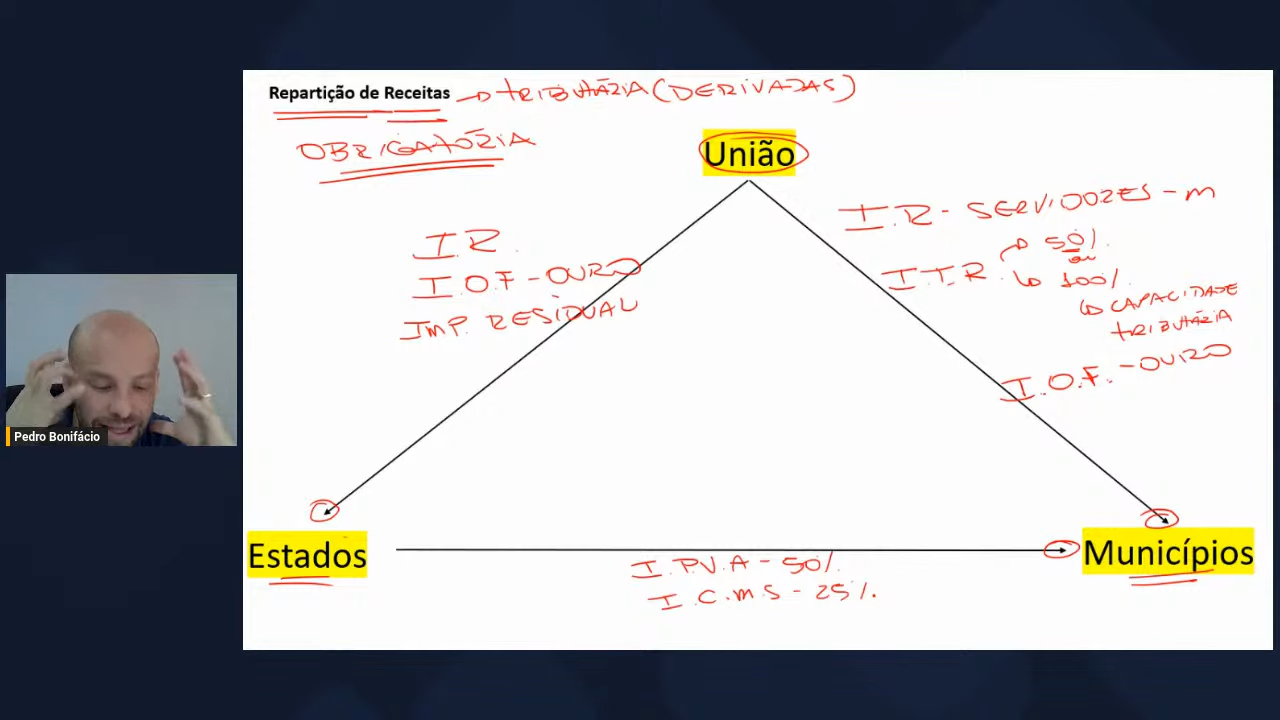 Repartição de Receitas → TRIBUTÁRIA (DERIVADAS)
OBRIGATÓRIA
União
I.R.
I.O.F - OURO
IMP. RESIDUAL
I.R - SERVIDORES - M
I.T.R. → 50%.
ou
↳ 100%.
↳ CAPACIDADE
TRIBUTÁRIA
I.O.F. - OURO
Pedro Bonifácio
Estados
Municípios
I.P.V.A - 50%.
I.C.M.S - 25%.